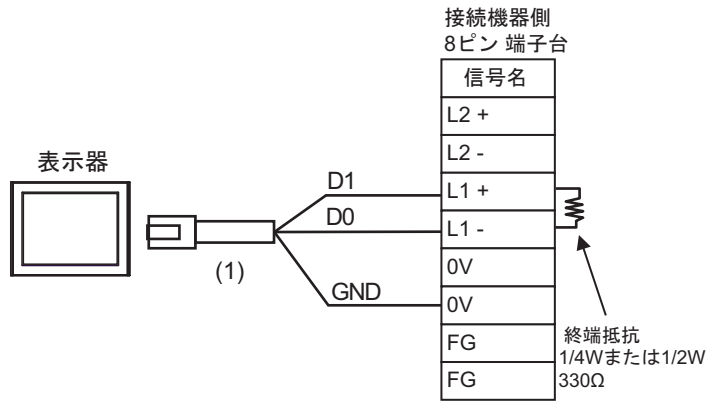 接続機器側
8ピン 端子台
信号名
L2 +
L2 -
L1 +
L1 -
0V
0V
FG
FG
表示器
(1)
D1
D0
GND
終端抵抗
1/4Wまたは1/2W
330Ω